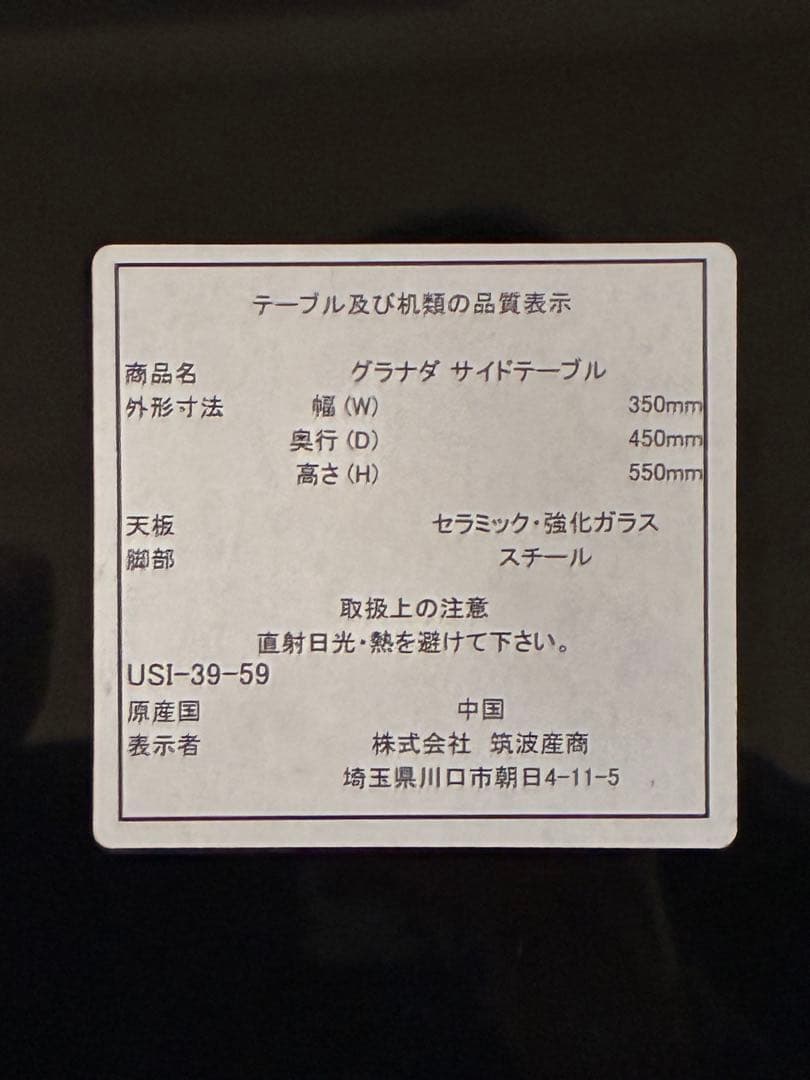 テーブル及び机類の品質表示
商品名 グラナダ サイドテーブル
外形寸法 幅(W) 350mm
奥行(D) 450mm
高さ(H) 550mm
天板 セラミック・強化ガラス
脚部 スチール
取扱上の注意
直射日光・熱を避けて下さい。
USI-39-59
原産国 中国
表示者 株式会社 筑波産商
埼玉県川口市朝日4-11-5